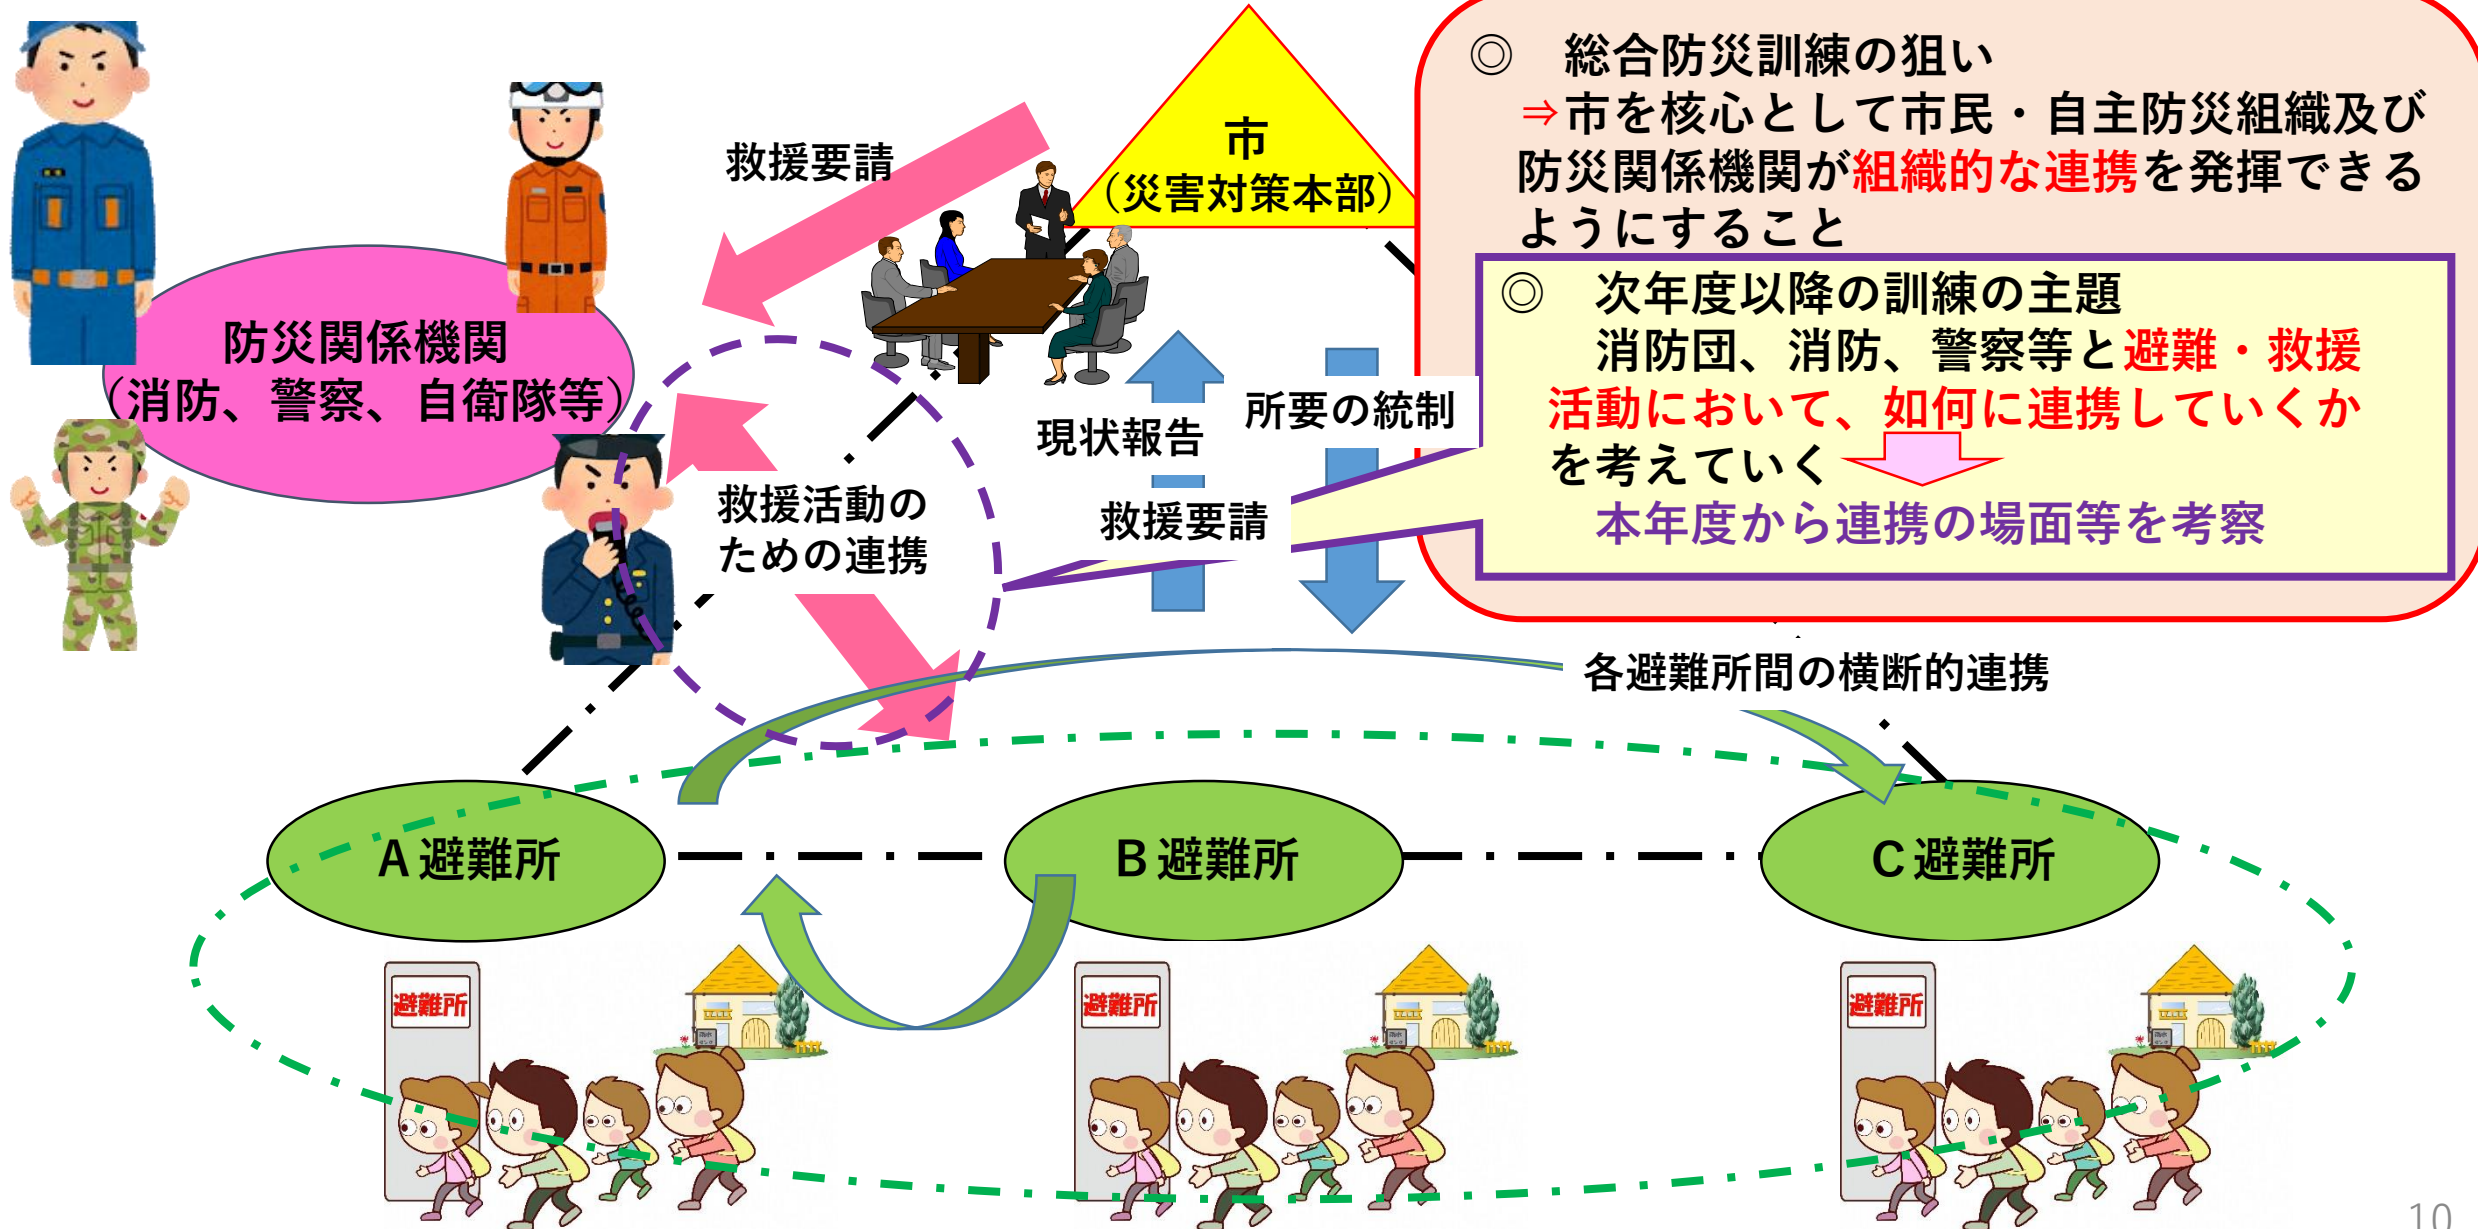 ◎　総合防災訓練の狙い
⇒市を核心として市民・自主防災組織及び
防災関係機関が組織的な連携を発揮できる
ようにすること
◎　次年度以降の訓練の主題
消防団、消防、警察等と避難・救援
活動において、如何に連携していくか
を考えていく
本年度から連携の場面等を考察
市
（災害対策本部）
救援要請
防災関係機関
（消防、警察、自衛隊等）
現状報告
所要の統制
救援要請
救援活動の
ための連携
各避難所間の横断的連携
A避難所
B避難所
C避難所
避難所
避難所
避難所
10